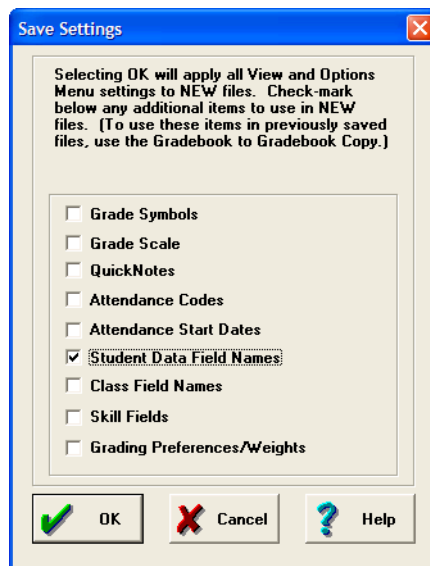 Save Settings
Selecting OK will apply all View and Options
Menu settings to NEW files. Check-mark
below any additional items to use in NEW
files. (To use these items in previously saved
files, use the Gradebook to Gradebook Copy.)
Grade Symbols
Grade Scale
QuickNotes
Attendance Codes
Attendance Start Dates
Student Data Field Names
Class Field Names
Skill Fields
Grading Preferences/Weights
OK Cancel Help